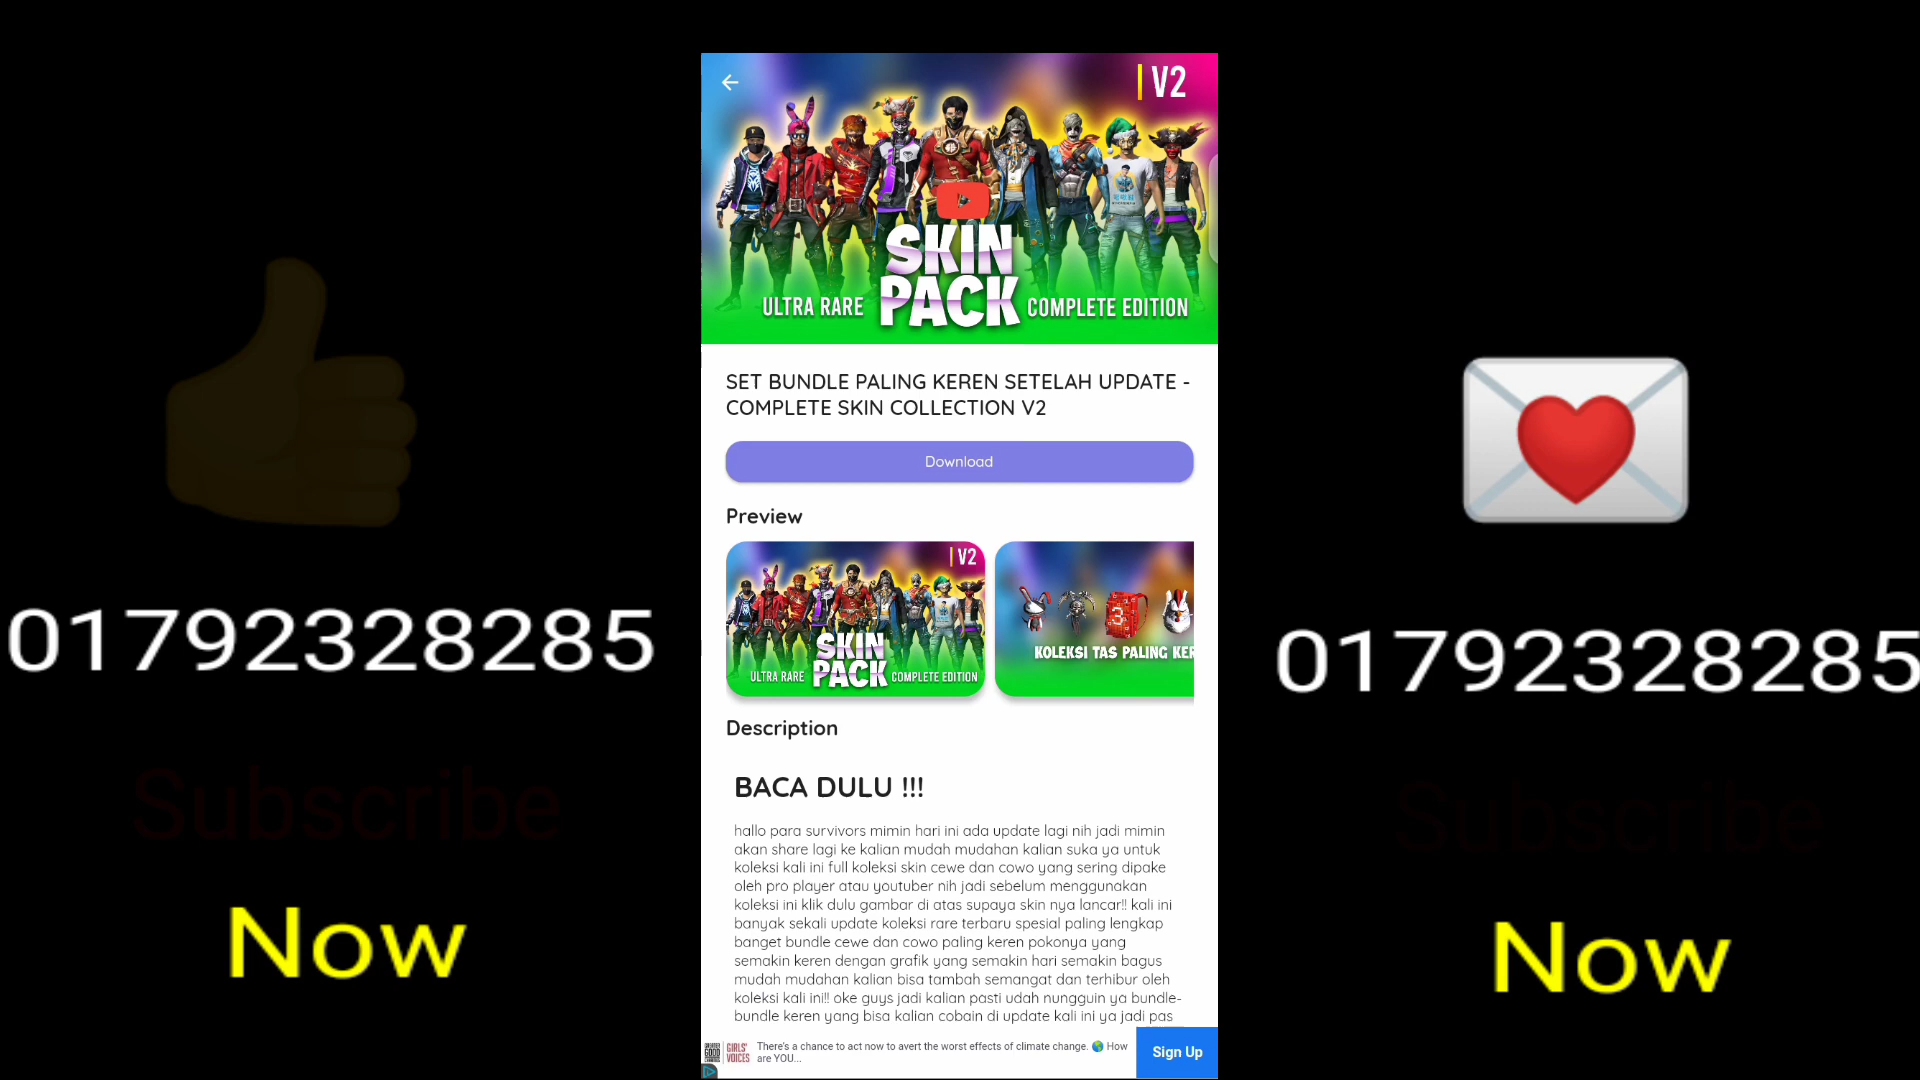 V2
SKIN
PACK
ULTRA RARE
COMPLETE EDITION
SET BUNDLE PALING KEREN SETELAH UPDATE -
COMPLETE SKIN COLLECTION V2
Download
Preview
V2
SKIN
PACK
ULTRA RARE
COMPLETE EDITION
KOLEKSI TAS PALING KER
Description
BACA DULU !!!
hallo para survivors mimin hari ini ada update lagi nih jadi mimin
akan share lagi ke kalian mudah mudahan kalian suka ya untuk
koleksi kali ini full koleksi skin cewe dan cowo yang sering dipake
oleh pro player atau youtuber nih jadi sebelum menggunakan
koleksi ini klik dulu gambar di atas supaya skin nya lancar!! kali ini
banyak sekali update koleksi rare terbaru spesial paling lengkap
banget bundle cewe dan cowo paling keren pokonya yang
semakin keren dengan grafik yang semakin hari semakin bagus
mudah mudahan kalian bisa tambah semangat dan terhibur oleh
koleksi kali ini!! oke guys jadi kalian pasti udah nungguin ya bundle-
bundle keren yang bisa kalian cobain di update kali ini ya jadi pas
GIRLS'
VOICES
There's a chance to act now to avert the worst effects of climate change. 🌎 How
are YOU...
Sign Up
01792328285
Subscribe
Now
01792328285
Subscribe
Now